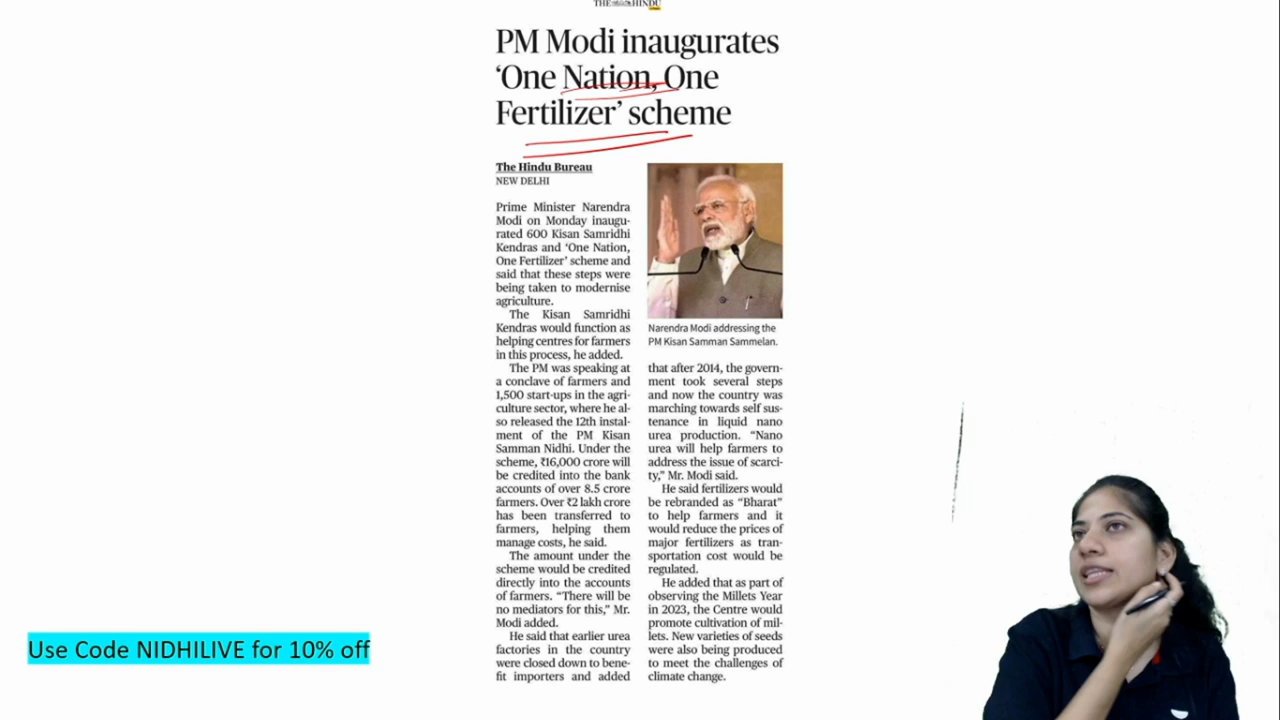 THE HINDU
PM Modi inaugurates
‘One Nation, One
Fertilizer’ scheme
The Hindu Bureau
NEW DELHI
Prime Minister Narendra
Modi on Monday inaugu-
rated 600 Kisan Samridhi
Kendras and ‘One Nation,
One Fertilizer’ scheme and
said that these steps were
being taken to modernise
agriculture.
The Kisan Samridhi
Kendras would function as
helping centres for farmers
in this process, he added.
The PM was speaking at
a conclave of farmers and
1,500 start-ups in the agri-
culture sector, where he al-
so released the 12th instal-
ment of the PM Kisan
Samman Nidhi. Under the
scheme, ₹16,000 crore will
be credited into the bank
accounts of over 8.5 crore
farmers. Over ₹2 lakh crore
has been transferred to
farmers, helping them
manage costs, he said.
The amount under the
scheme would be credited
directly into the accounts
of farmers. “There will be
no mediators for this,” Mr.
Modi added.
He said that earlier urea
factories in the country
were closed down to bene-
fit importers and added
Narendra Modi addressing the
PM Kisan Samman Sammelan.
that after 2014, the govern-
ment took several steps
and now the country was
marching towards self sus-
tenance in liquid nano
urea production. “Nano
urea will help farmers to
address the issue of scarci-
ty,” Mr. Modi said.
He said fertilizers would
be rebranded as “Bharat”
to help farmers and it
would reduce the prices of
major fertilizers as tran-
sportation cost would be
regulated.
He added that as part of
observing the Millets Year
in 2023, the Centre would
promote cultivation of mil-
lets. New varieties of seeds
were also being produced
to meet the challenges of
climate change.
Use Code NIDHILIVE for 10% off